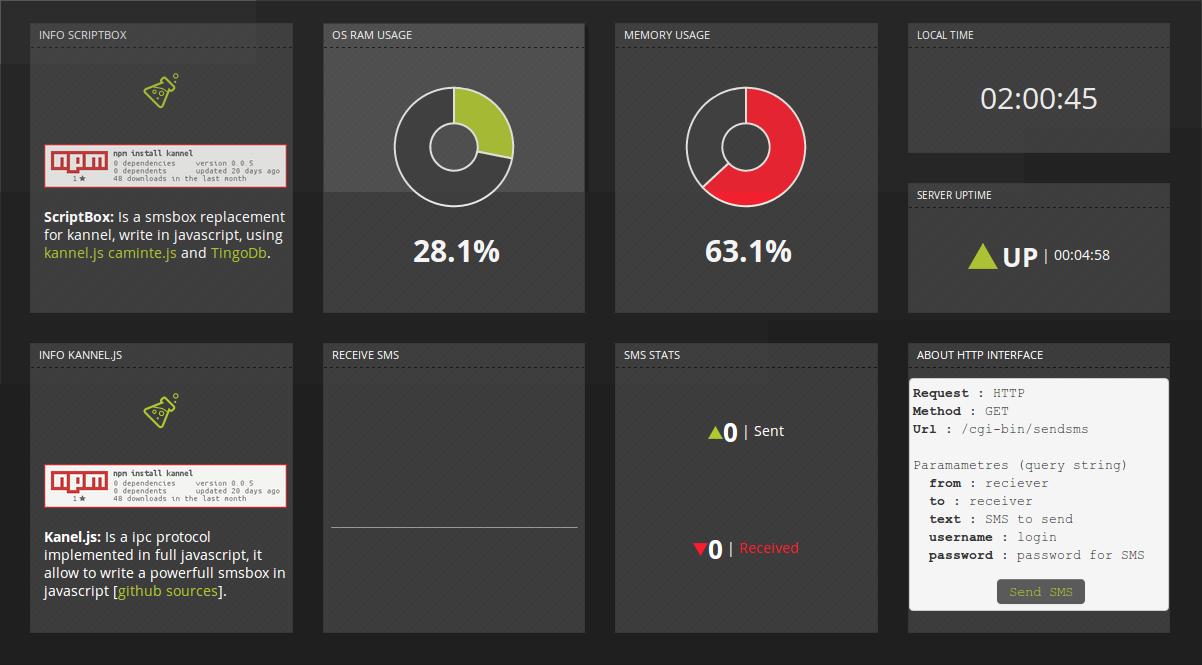 INFO SCRIPTBOX
npm
npm install kannel
0 dependencies version 0.0.5
0 dependents updated 20 days ago
1★ 48 downloads in the last month
ScriptBox: Is a smsbox replacement
for kannel, write in javascript, using
kannel.js caminte.js and TingoDb.
OS RAM USAGE
28.1%
MEMORY USAGE
63.1%
LOCAL TIME
02:00:45
SERVER UPTIME
UP | 00:04:58
INFO KANNEL.JS
npm
npm install kannel
0 dependencies version 0.0.5
0 dependents updated 20 days ago
1★ 48 downloads in the last month
Kanel.js: Is a ipc protocol
implemented in full javascript, it
allow to write a powerfull smsbox in
javascript [github sources].
RECEIVE SMS
SMS STATS
0 | Sent
0 | Received
ABOUT HTTP INTERFACE
Request : HTTP
Method : GET
Url : /cgi-bin/sendsms
Paramametres (query string)
from : reciever
to : receiver
text : SMS to send
username : login
password : password for SMS
Send SMS